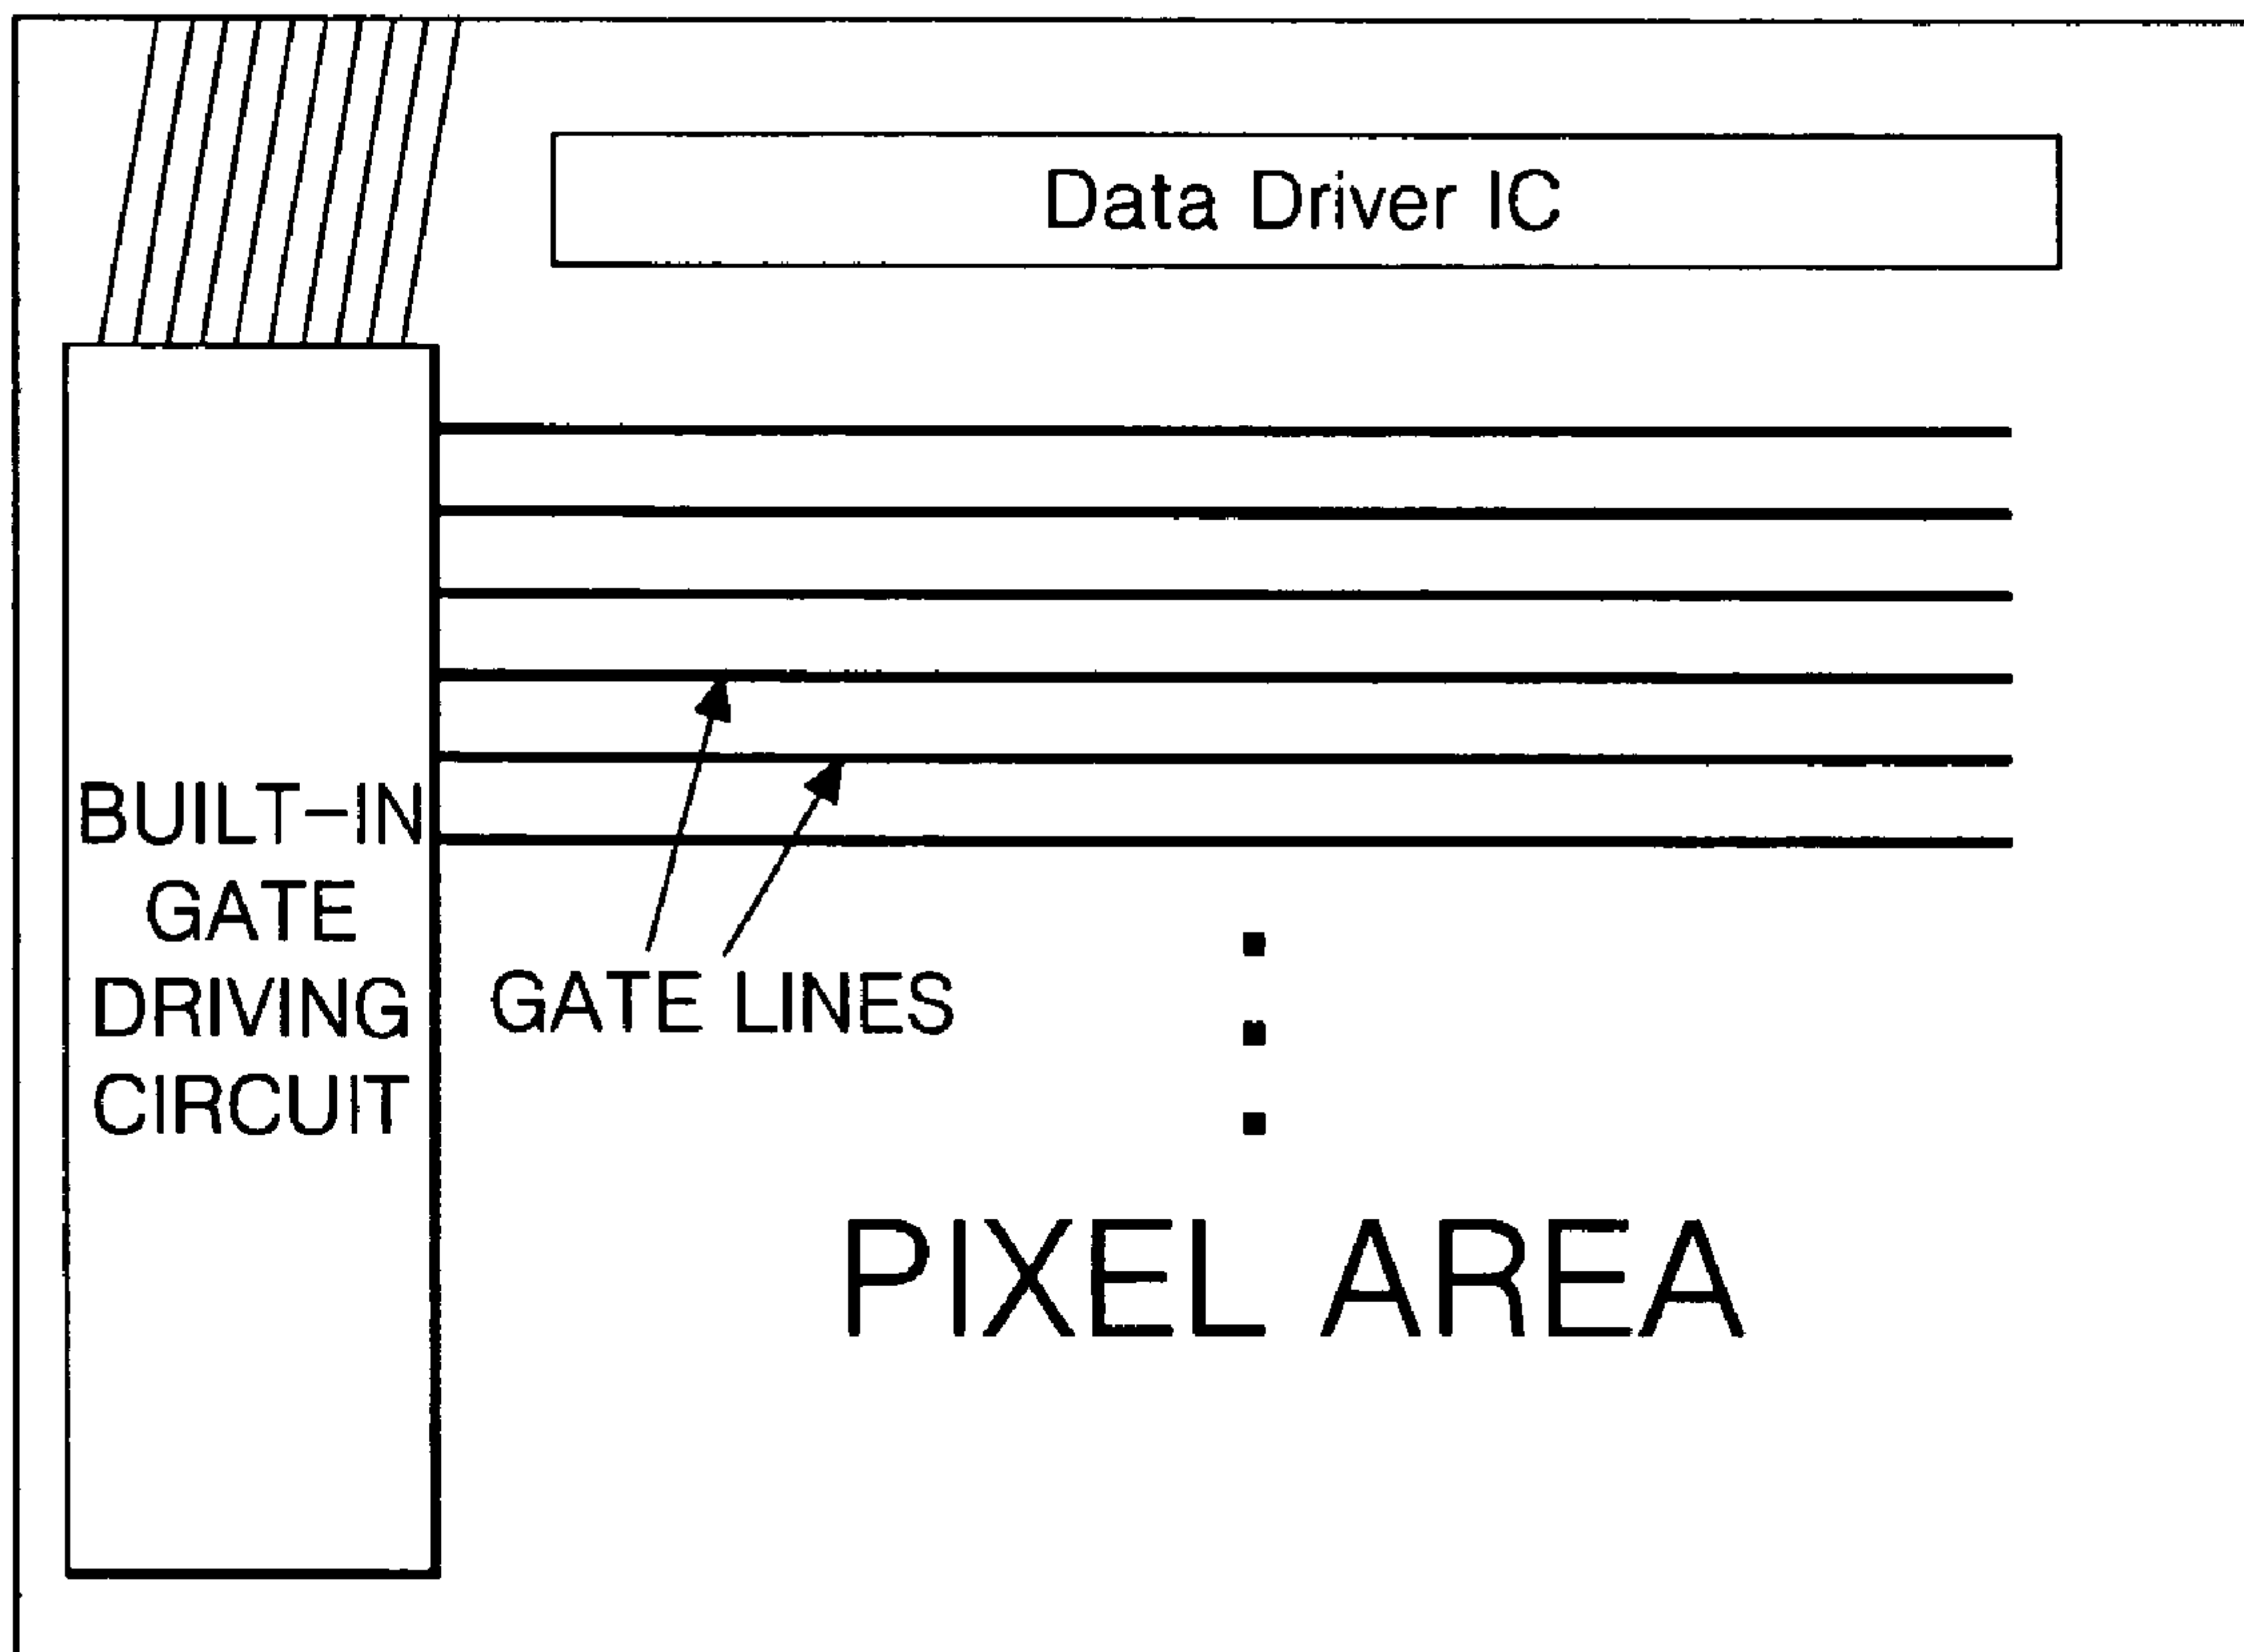 Data Driver IC
BUILT-IN
GATE
DRIVING
CIRCUIT
GATE LINES
PIXEL AREA